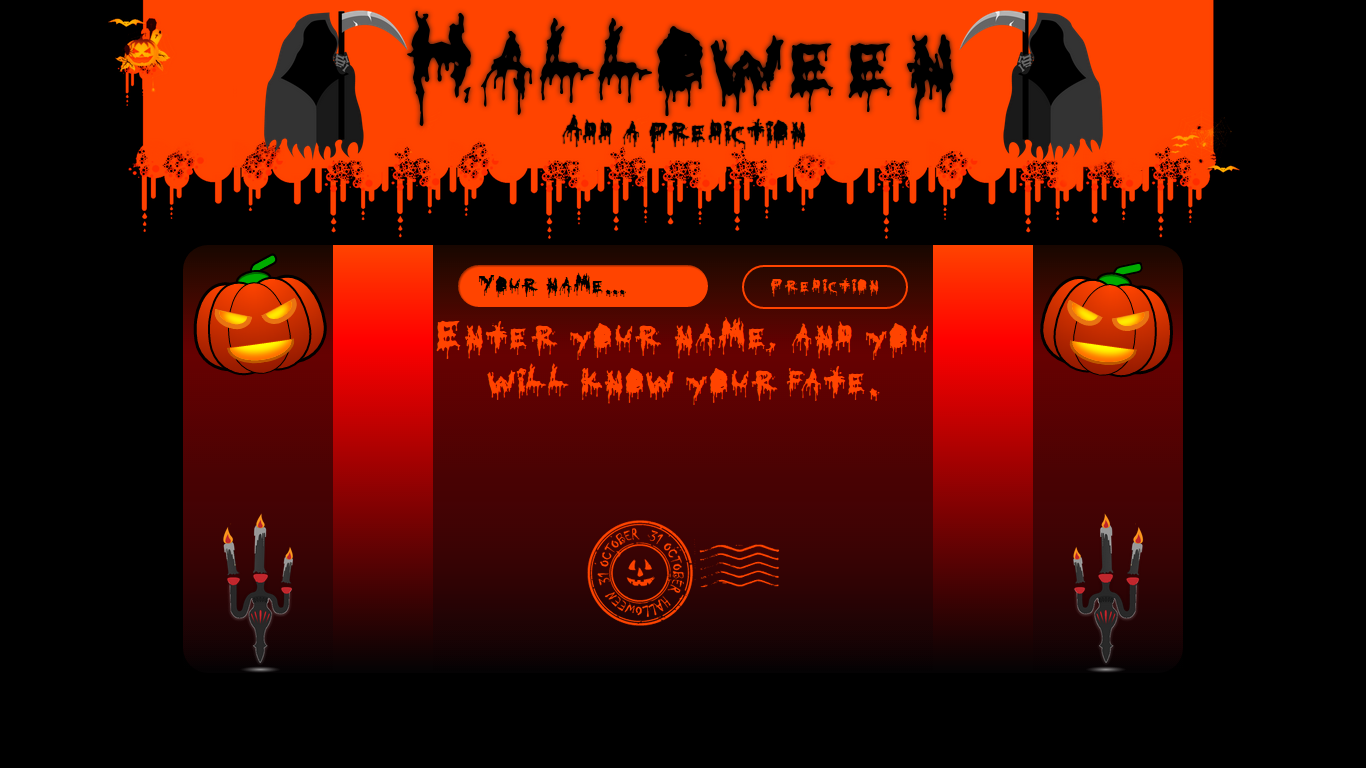 Halloween
Add a prediction
Your name...
Prediction
Enter your name, and you
will know your fate.
31 OCTOBER 31 OCTOBER HALLOWEEN